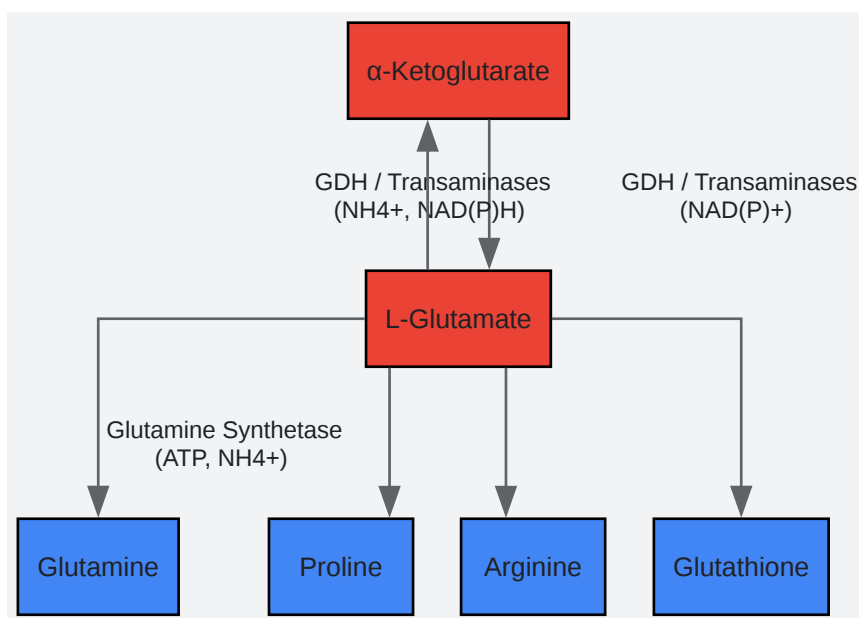 α-Ketoglutarate
GDH / Transaminases
(NH4+, NAD(P)H)
GDH / Transaminases
(NAD(P)+)
L-Glutamate
Glutamine Synthetase
(ATP, NH4+)
Glutamine
Proline
Arginine
Glutathione